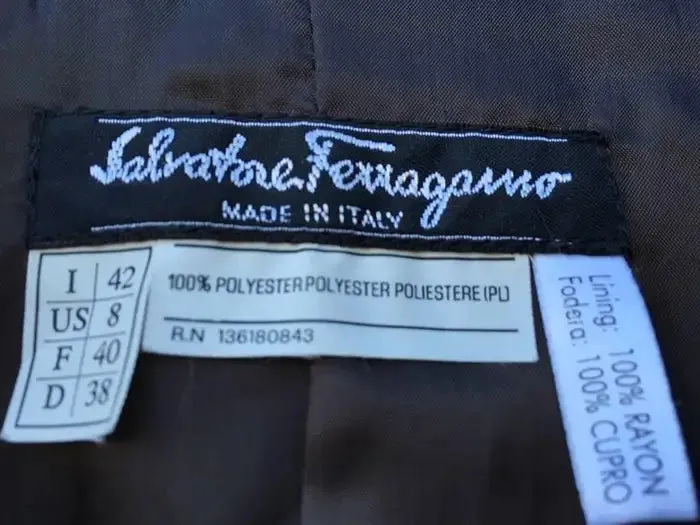 Salvatore Ferragamo
MADE IN ITALY
I 42
US 8
F 40
D 38
100% POLYESTER POLYESTER POLIESTERE (PL)
R.N 136180843
Lining: 100% RAYON
Fodera: 100% CUPRO